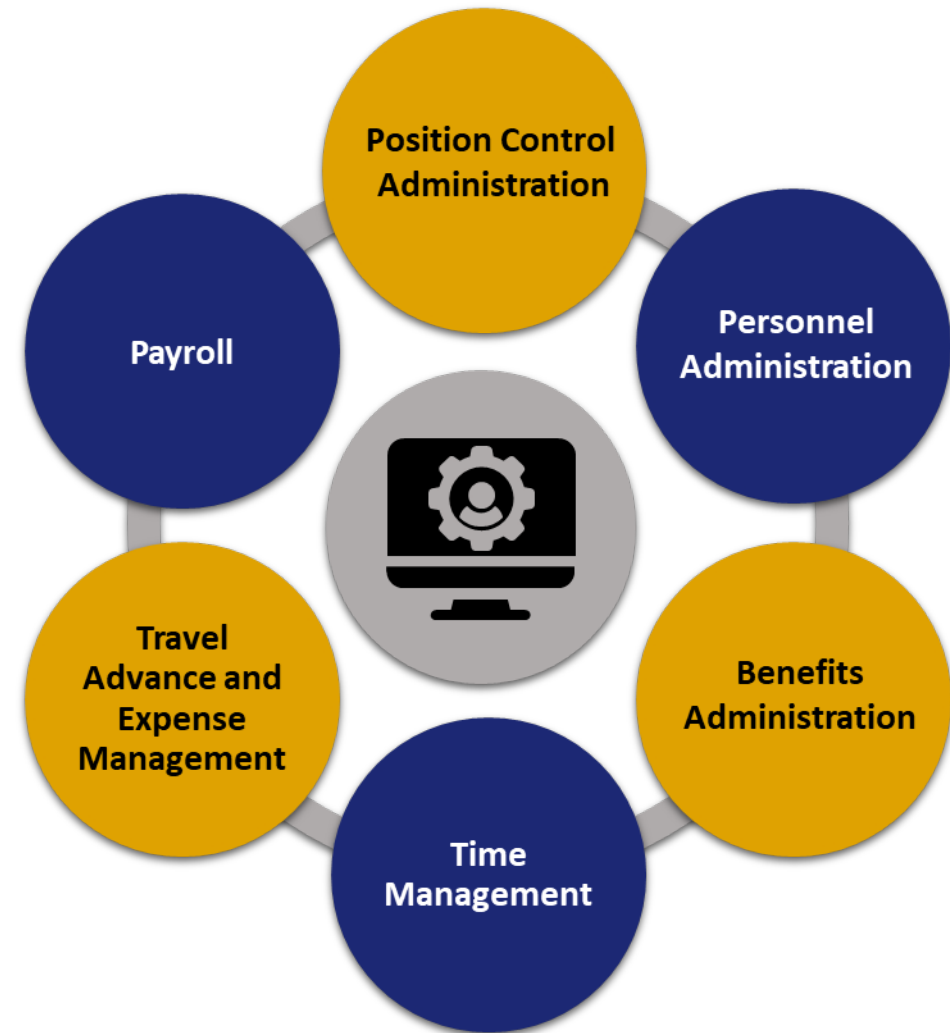 Position Control
Administration
Personnel
Administration
Benefits
Administration
Time
Management
Travel
Advance and
Expense
Management
Payroll